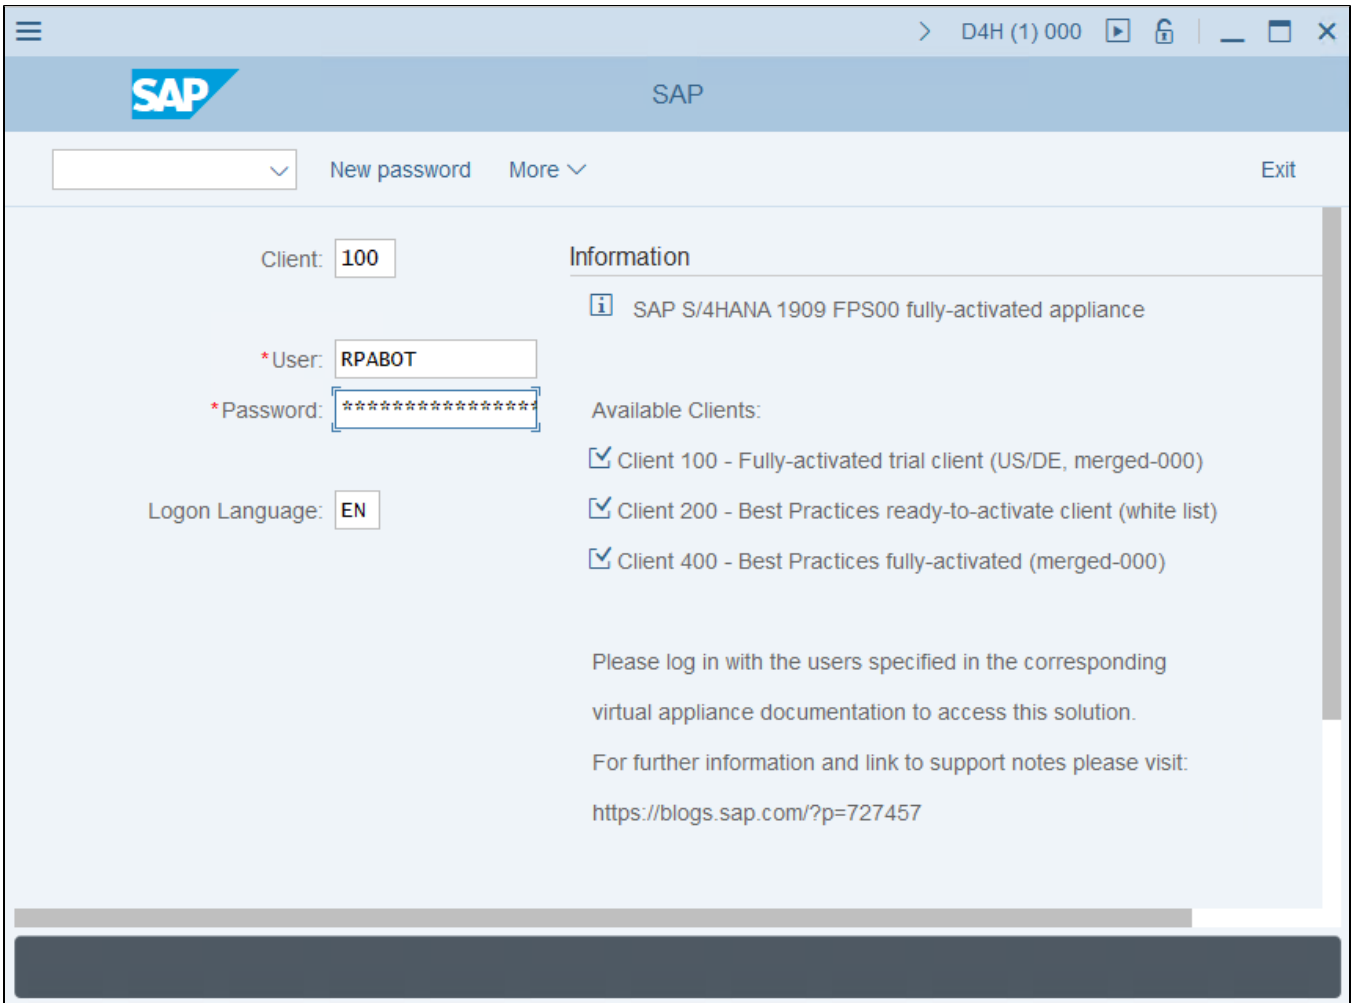 D4H (1) 000
SAP
SAP
New password More Exit
Client: 100
*User: RPABOT
*Password: ****************
Logon Language: EN
Information
SAP S/4HANA 1909 FPS00 fully-activated appliance
Available Clients:
Client 100 - Fully-activated trial client (US/DE, merged-000)
Client 200 - Best Practices ready-to-activate client (white list)
Client 400 - Best Practices fully-activated (merged-000)
Please log in with the users specified in the corresponding
virtual appliance documentation to access this solution.
For further information and link to support notes please visit:
https://blogs.sap.com/?p=727457